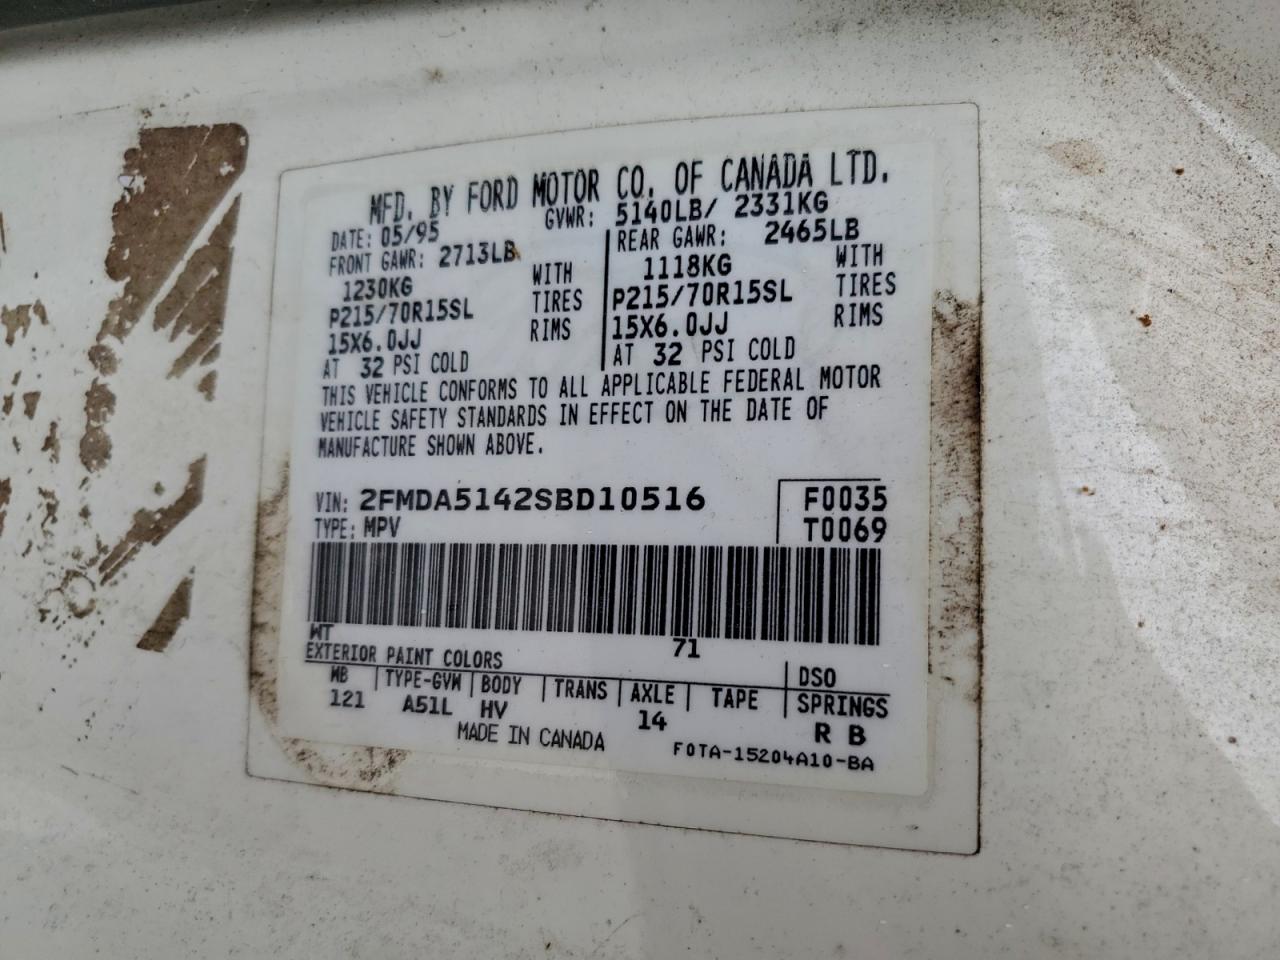 MFD. BY FORD MOTOR CO. OF CANADA LTD.
DATE: 05/95 GVWR: 5140LB/ 2331KG
FRONT GAWR: 2713LB REAR GAWR: 2465LB
1230KG WITH 1118KG WITH
P215/70R15SL TIRES P215/70R15SL TIRES
15X6.0JJ RIMS 15X6.0JJ RIMS
AT 32 PSI COLD AT 32 PSI COLD
THIS VEHICLE CONFORMS TO ALL APPLICABLE FEDERAL MOTOR
VEHICLE SAFETY STANDARDS IN EFFECT ON THE DATE OF
MANUFACTURE SHOWN ABOVE.
VIN: 2FMDA5142SBD10516 F0035
TYPE: MPV T0069
WT 71
EXTERIOR PAINT COLORS DSO
WB TYPE-GVW BODY TRANS AXLE TAPE SPRINGS
121 A51L HV 14 R B
MADE IN CANADA F0TA-15204A10-BA